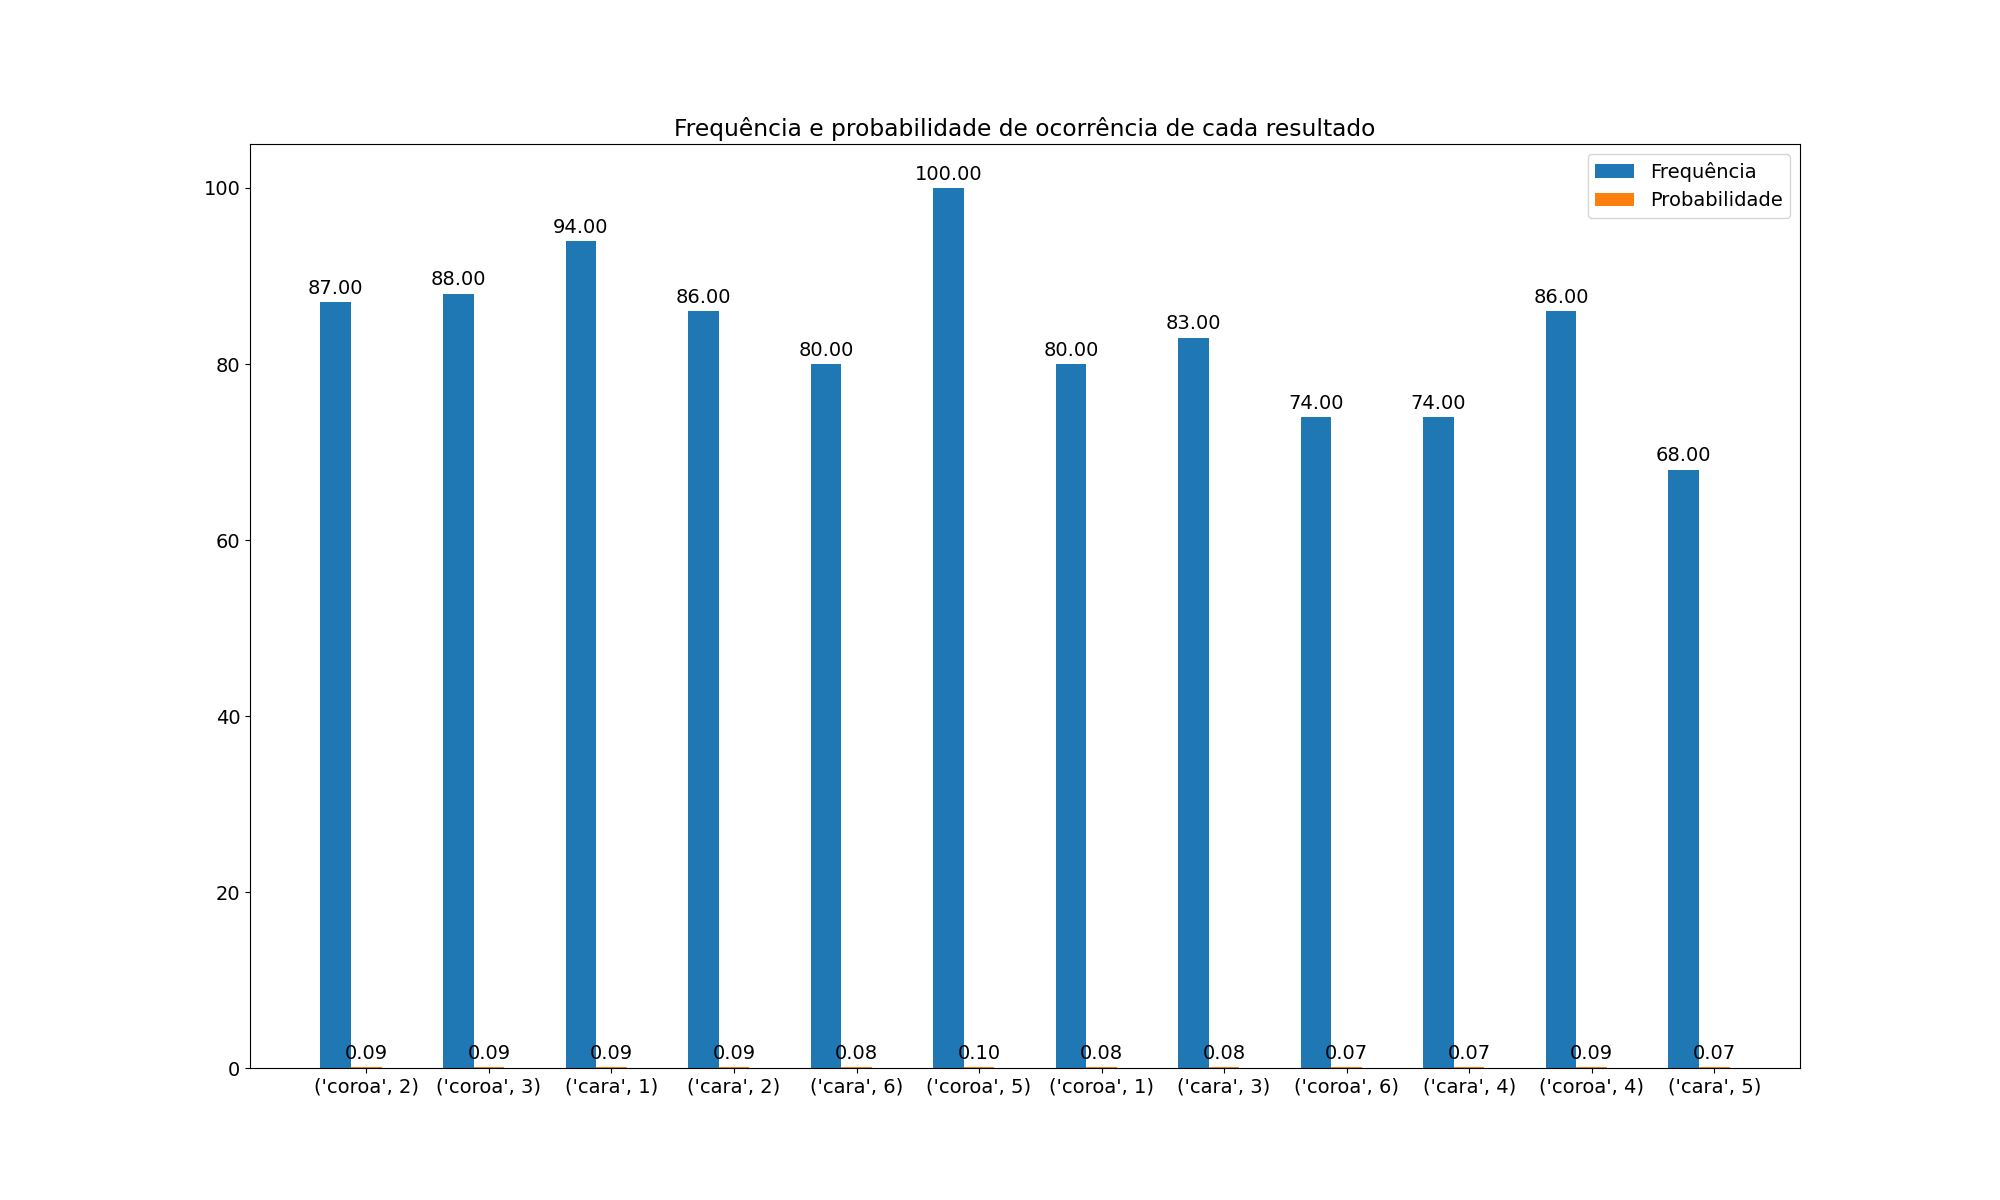 Frequência e probabilidade de ocorrência de cada resultado
Frequência
Probabilidade
100
80
60
40
20
0
87.00
88.00
94.00
86.00
80.00
100.00
80.00
83.00
74.00
74.00
86.00
68.00
0.09
0.09
0.09
0.09
0.08
0.10
0.08
0.08
0.07
0.07
0.09
0.07
('coroa', 2)
('coroa', 3)
('cara', 1)
('cara', 2)
('cara', 6)
('coroa', 5)
('coroa', 1)
('cara', 3)
('coroa', 6)
('cara', 4)
('coroa', 4)
('cara', 5)